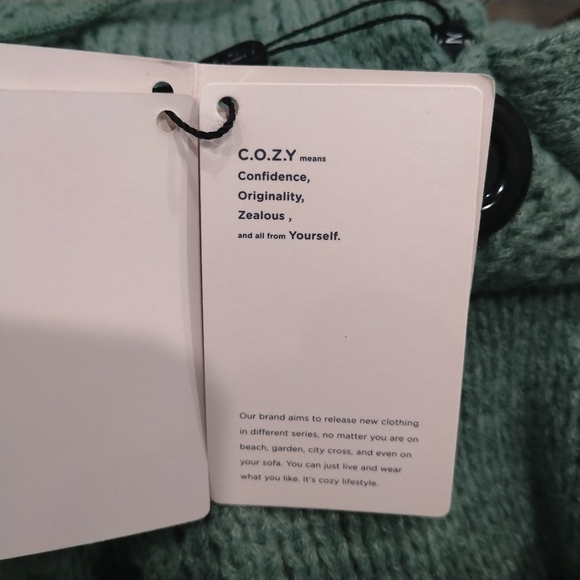 C.O.Z.Y means
Confidence,
Originality,
Zealous ,
and all from Yourself.
Our brand aims to release new clothing
in different series, no matter you are on
beach, garden, city cross, and even on
your sofa. You can just live and wear
what you like. It's cozy lifestyle.